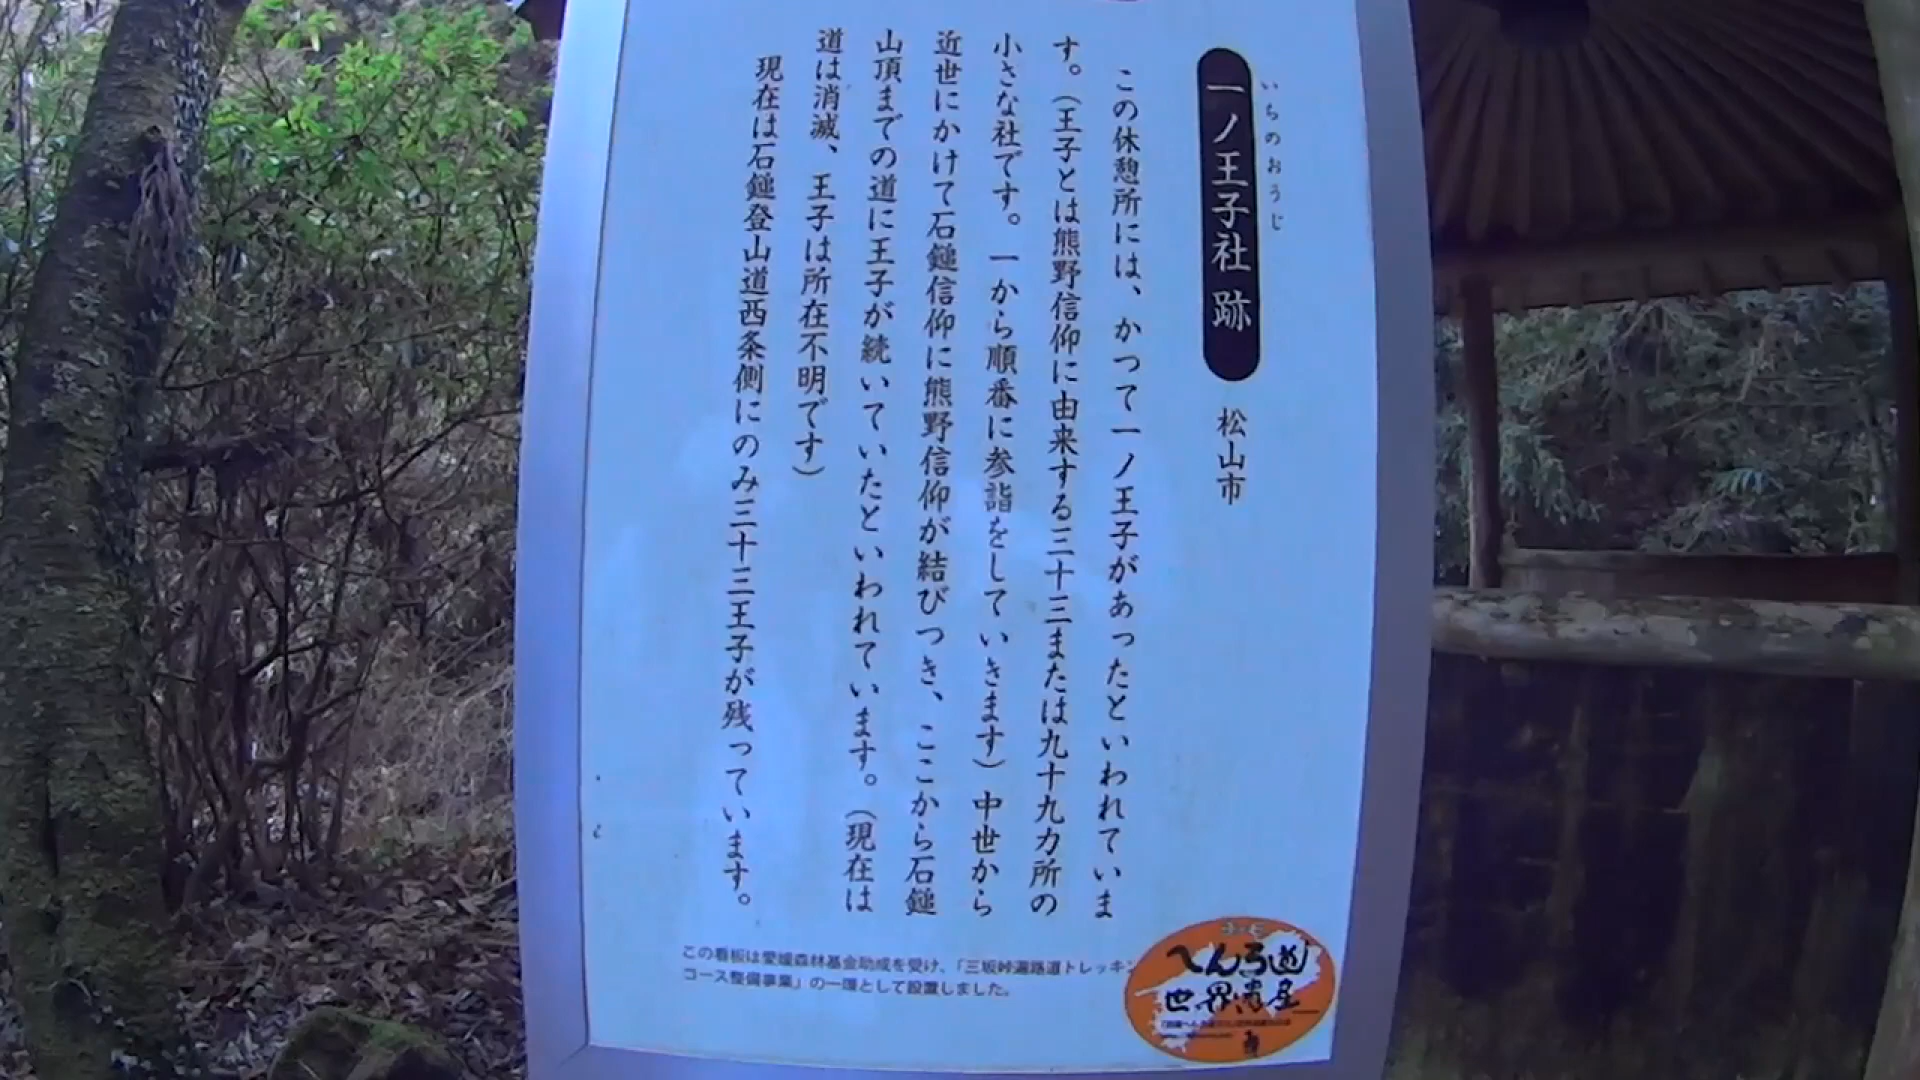 いちのおうじ
一ノ王子社 跡
松山市
この休憩所には、かつて一ノ王子があったといわれていま
す。（王子とは熊野信仰に由来する三十三または九十九カ所の
小さな社です。一から順番に参詣をしていきます）中世から
近世にかけて石鎚信仰に熊野信仰が結びつき、ここから石鎚
山頂までの道に王子が続いていたといわれています。（現在は
道は消滅、王子は所在不明です）
現在は石鎚登山道西条側にのみ三十三王子が残っています。
この看板は愛媛森林基金助成を受け、「三坂峠遍路道トレッキン
コース整備事業」の一環として設置しました。
へんろ道
世界遺産